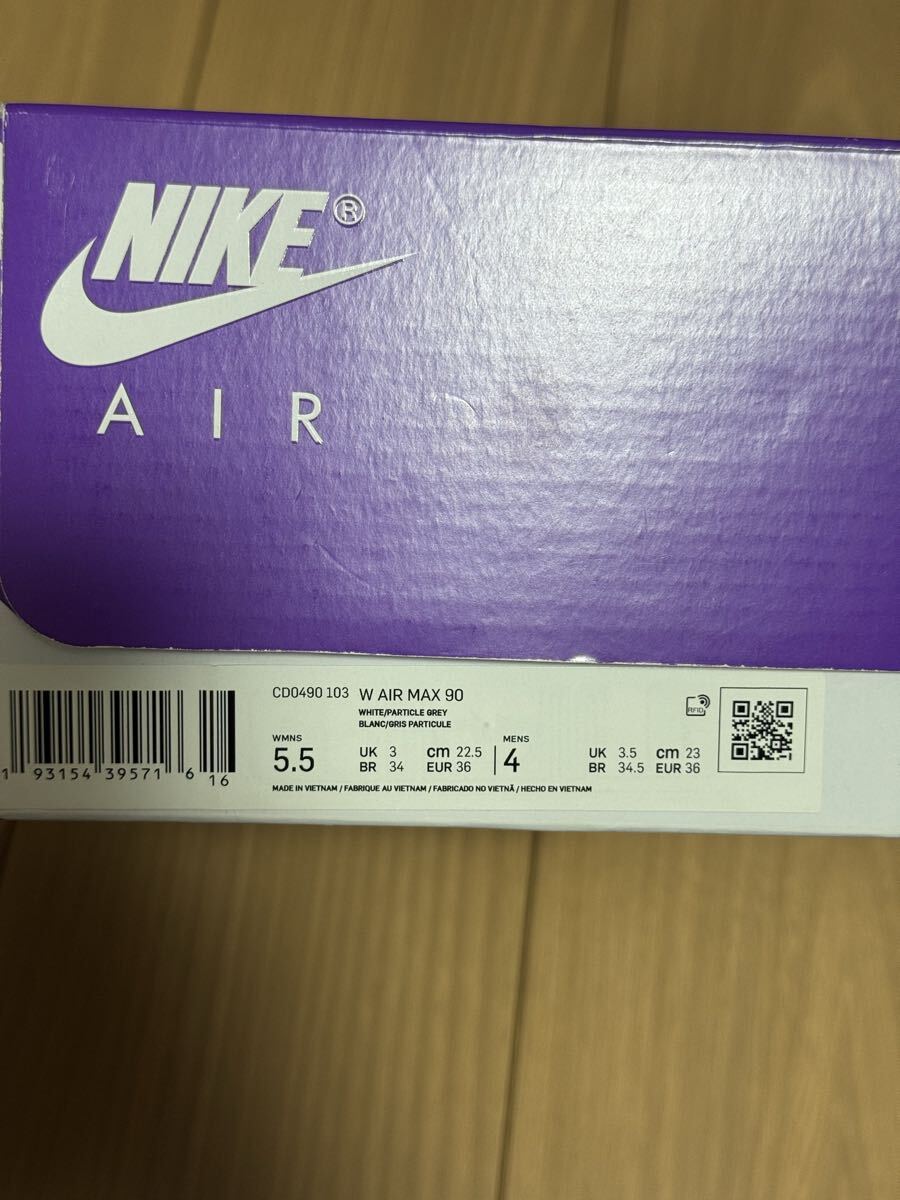 NIKE®
AIR
CD0490 103 W AIR MAX 90
WHITE/PARTICLE GREY
BLANC/GRIS PARTICULE
RFID
WMNS
5.5
UK 3 cm 22.5
BR 34 EUR 36
MENS
4
UK 3.5 cm 23
BR 34.5 EUR 36
MADE IN VIETNAM / FABRIQUE AU VIETNAM / FABRICADO NO VIETNÃ / HECHO EN VIETNAM
1 93154 39571 6 16